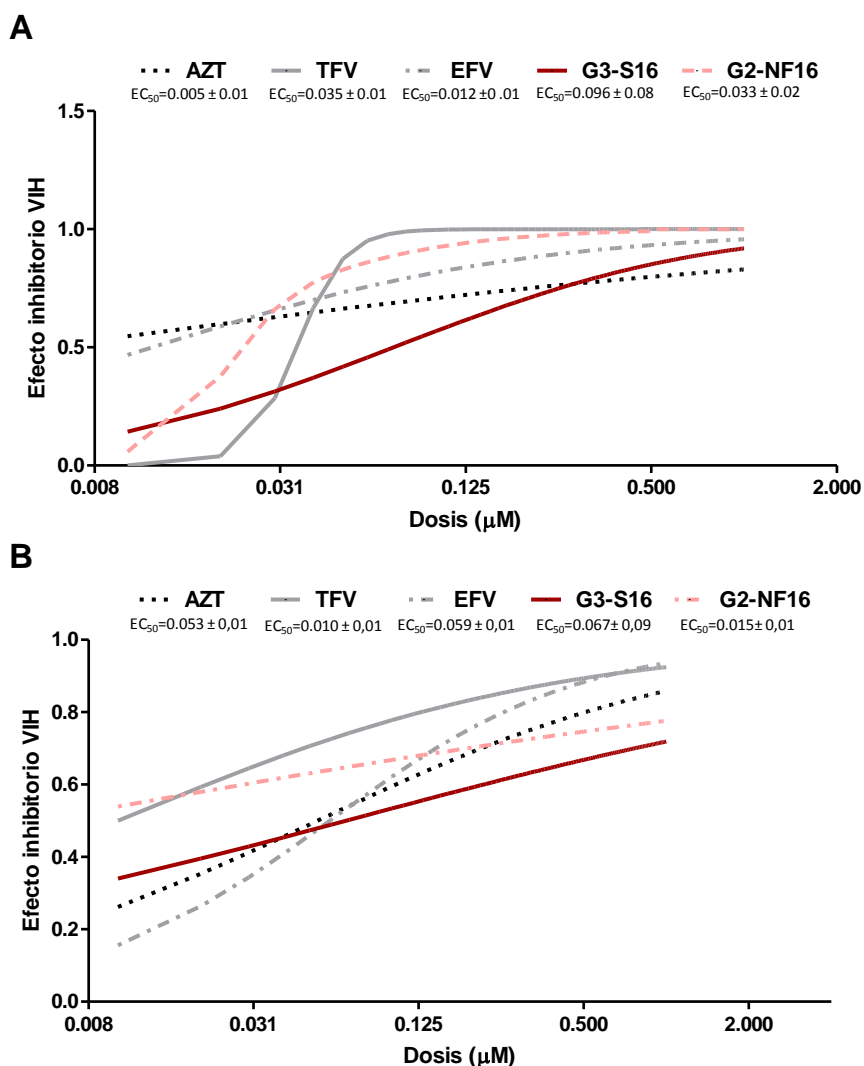 A
AZT TFV EFV G3-S16 G2-NF16
EC50=0.005 ± 0.01 EC50=0.035 ± 0.01 EC50=0.012 ±0 .01 EC50=0.096 ± 0.08 EC50=0.033 ± 0.02
Efecto inhibitorio VIH
1.5
1.0
0.5
0.0
0.008 0.031 0.125 0.500 2.000
Dosis (µM)
B
AZT TFV EFV G3-S16 G2-NF16
EC50=0.053 ± 0,01 EC50=0.010 ± 0,01 EC50=0.059 ± 0,01 EC50=0.067± 0,09 EC50=0.015± 0,01
Efecto inhibitorio VIH
1.0
0.8
0.6
0.4
0.2
0.0
0.008 0.031 0.125 0.500 2.000
Dosis (µM)